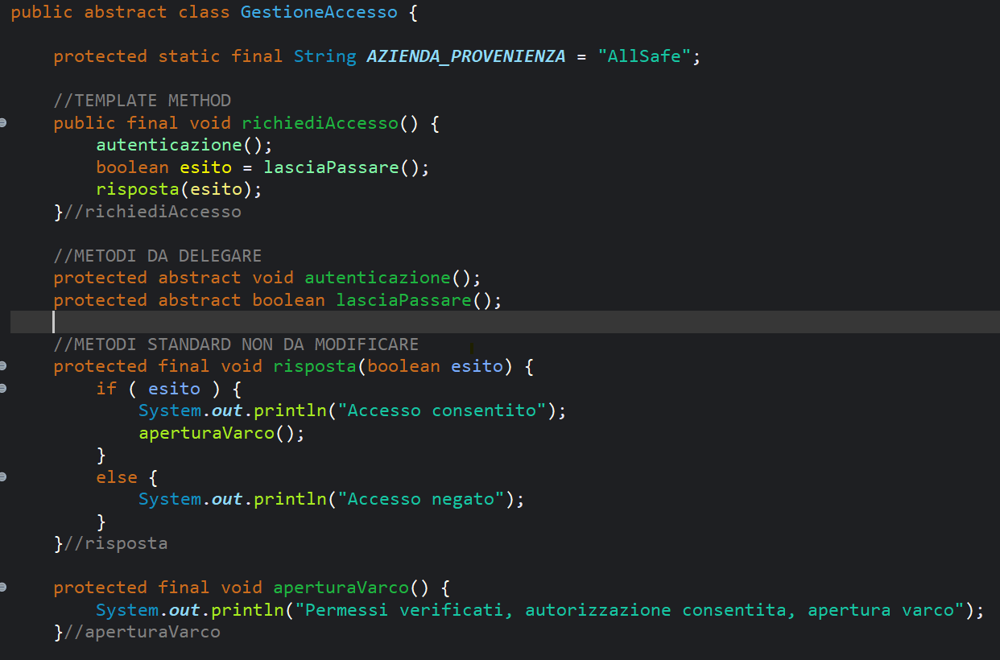 public abstract class GestioneAccesso {
protected static final String AZIENDA_PROVENIENZA = "AllSafe";
//TEMPLATE METHOD
public final void richiediAccesso() {
autenticazione();
boolean esito = lasciaPassare();
risposta(esito);
}//richiediAccesso
//METODI DA DELEGARE
protected abstract void autenticazione();
protected abstract boolean lasciaPassare();
//METODI STANDARD NON DA MODIFICARE
protected final void risposta(boolean esito) {
if ( esito ) {
System.out.println("Accesso consentito");
aperturaVarco();
}
else {
System.out.println("Accesso negato");
}
}//risposta
protected final void aperturaVarco() {
System.out.println("Permessi verificati, autorizzazione consentita, apertura varco");
}//aperturaVarco